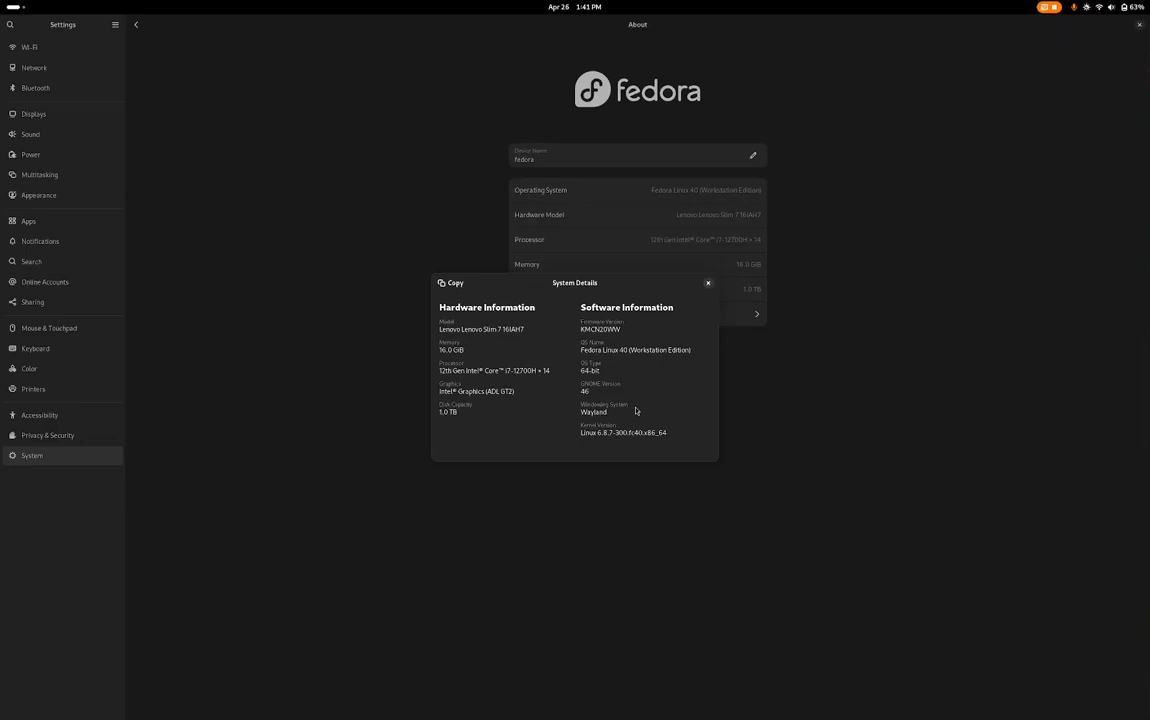 Apr 26 1:41 PM
63%
Settings
About
Wi-Fi
Network
Bluetooth
Displays
Sound
Power
Multitasking
Appearance
Apps
Notifications
Search
Online Accounts
Sharing
Mouse & Touchpad
Keyboard
Color
Printers
Accessibility
Privacy & Security
System
fedora
Device Name
fedora
Operating System Fedora Linux 40 (Workstation Edition)
Hardware Model Lenovo Lenovo Slim 7 16IAH7
Processor 12th Gen Intel® Core™ i7-12700H × 14
Memory 16.0 GiB
1.0 TB
Copy
System Details
Hardware Information
Model
Lenovo Lenovo Slim 7 16IAH7
Memory
16.0 GiB
Processor
12th Gen Intel® Core™ i7-12700H × 14
Graphics
Intel® Graphics (ADL GT2)
Disk Capacity
1.0 TB
Software Information
Firmware Version
KMCN20WW
OS Name
Fedora Linux 40 (Workstation Edition)
OS Type
64-bit
GNOME Version
46
Windowing System
Wayland
Kernel Version
Linux 6.8.7-300.fc40.x86_64